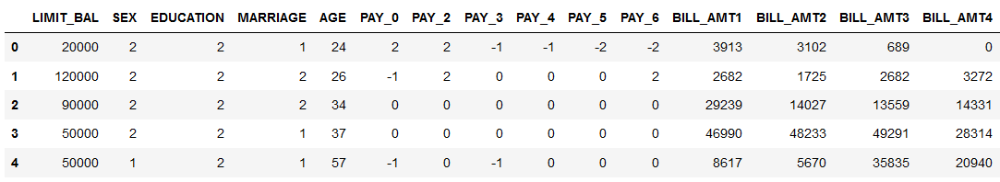 LIMIT_BAL SEX EDUCATION MARRIAGE AGE PAY_0 PAY_2 PAY_3 PAY_4 PAY_5 PAY_6 BILL_AMT1 BILL_AMT2 BILL_AMT3 BILL_AMT4
0 20000 2 2 1 24 2 2 -1 -1 -2 -2 3913 3102 689 0
1 120000 2 2 2 26 -1 2 0 0 0 2 2682 1725 2682 3272
2 90000 2 2 2 34 0 0 0 0 0 0 29239 14027 13559 14331
3 50000 2 2 1 37 0 0 0 0 0 0 46990 48233 49291 28314
4 50000 1 2 1 57 -1 0 -1 0 0 0 8617 5670 35835 20940